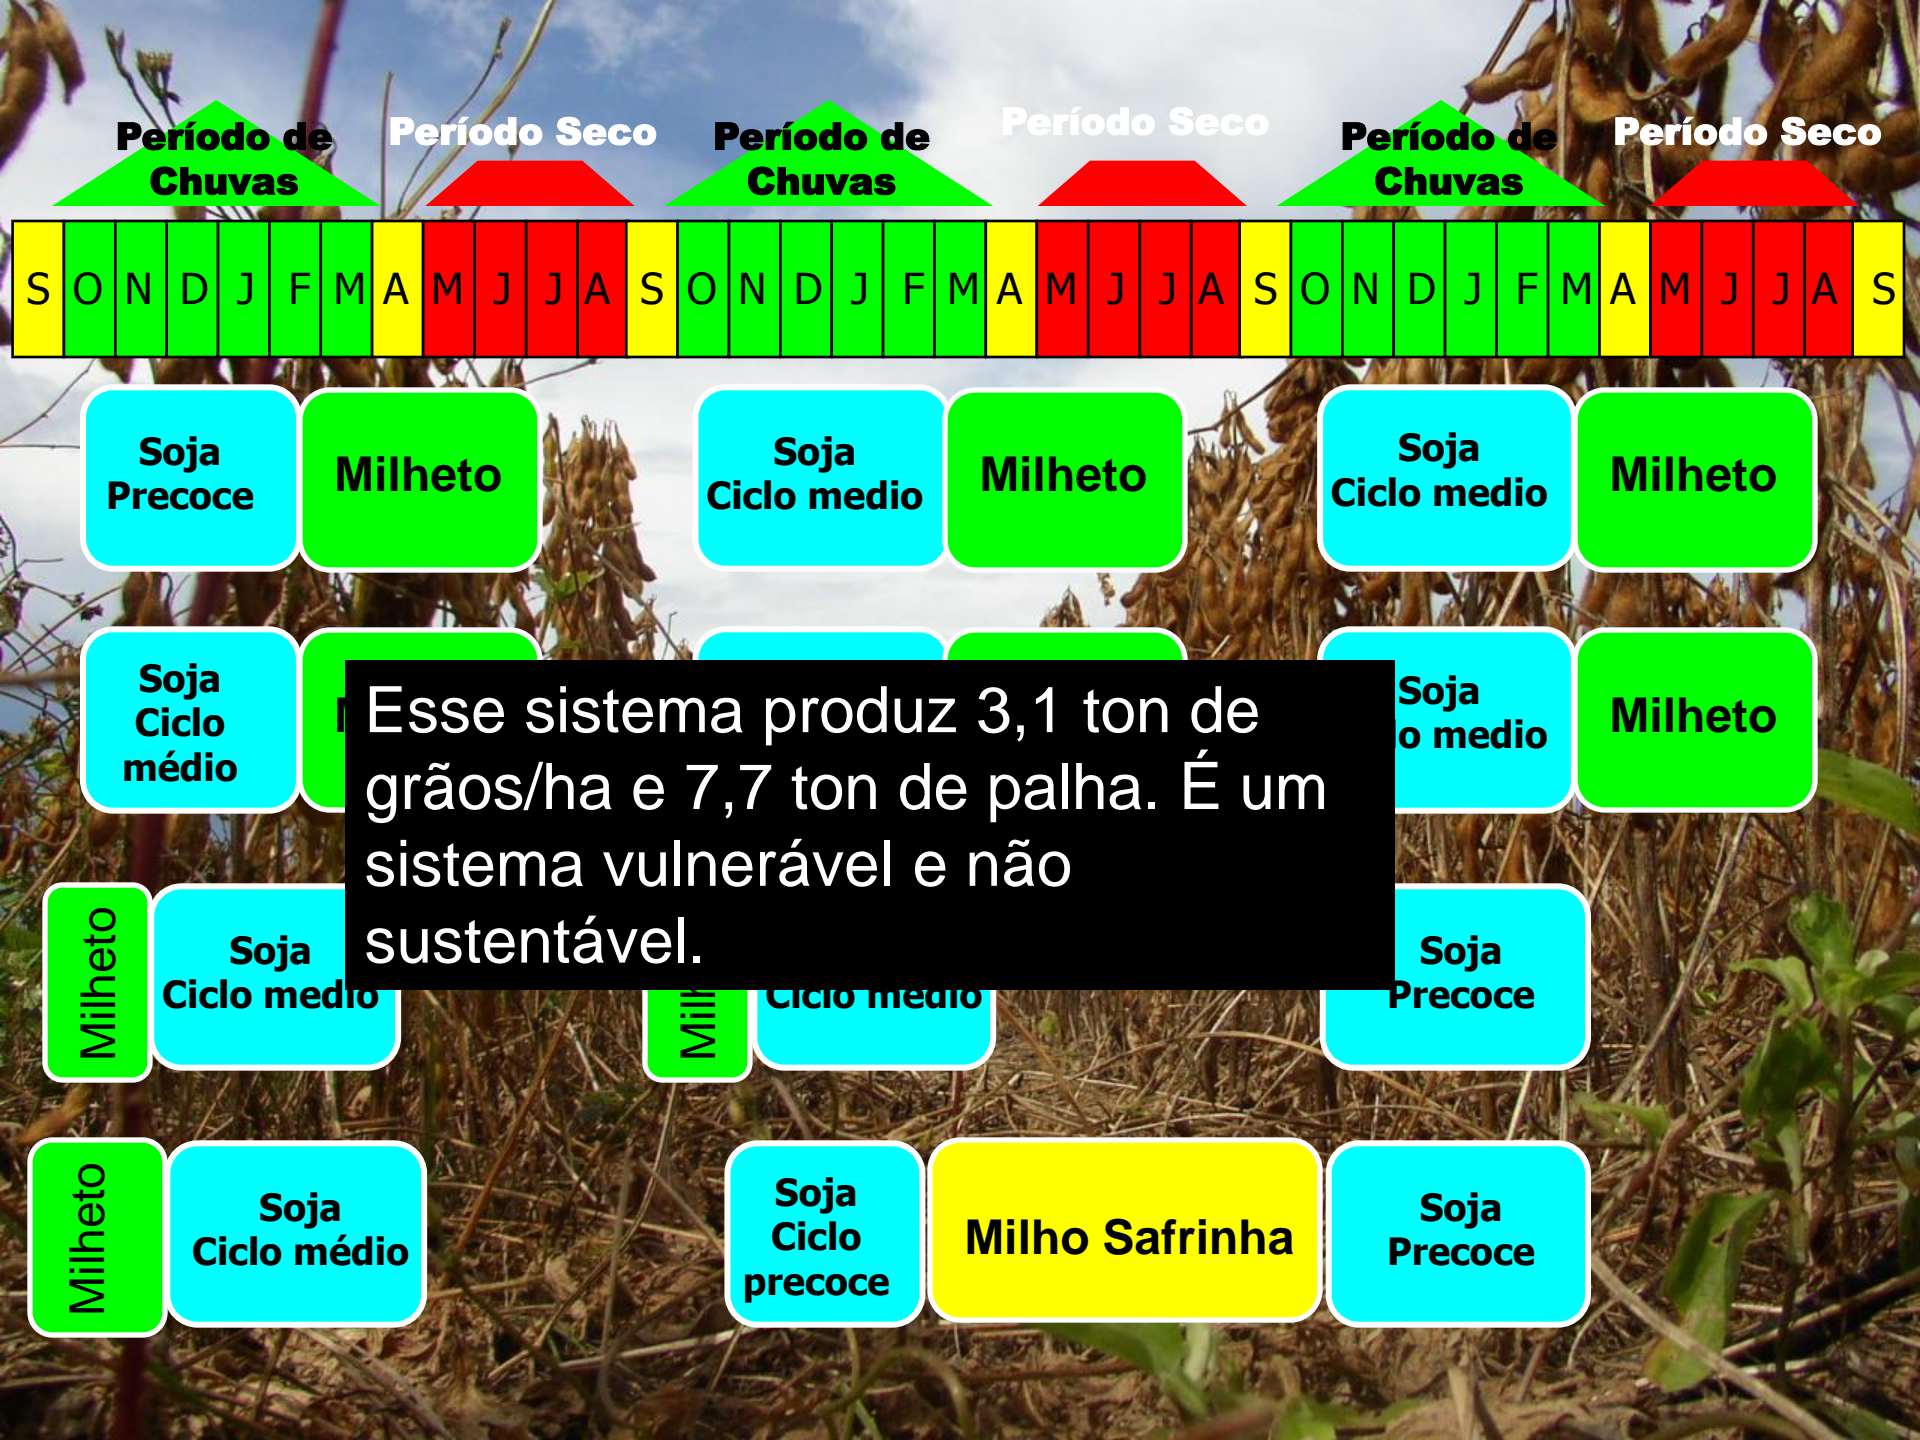 Período de
Chuvas
Período Seco
Período de
Chuvas
Período Seco
Período de
Chuvas
Período Seco
S O N D J F M A M J J A S O N D J F M A M J J A S O N D J F M A M J J A S
Soja
Precoce
Milheto
Soja
Ciclo medio
Milheto
Soja
Ciclo medio
Milheto
Soja
Ciclo
médio
Esse sistema produz 3,1 ton de
grãos/ha e 7,7 ton de palha. É um
sistema vulnerável e não
sustentável.
Soja
medio
Milheto
Milheto
Soja
Ciclo medio
Ciclo medio
Soja
Precoce
Milheto
Soja
Ciclo médio
Soja
Ciclo
precoce
Milho Safrinha
Soja
Precoce